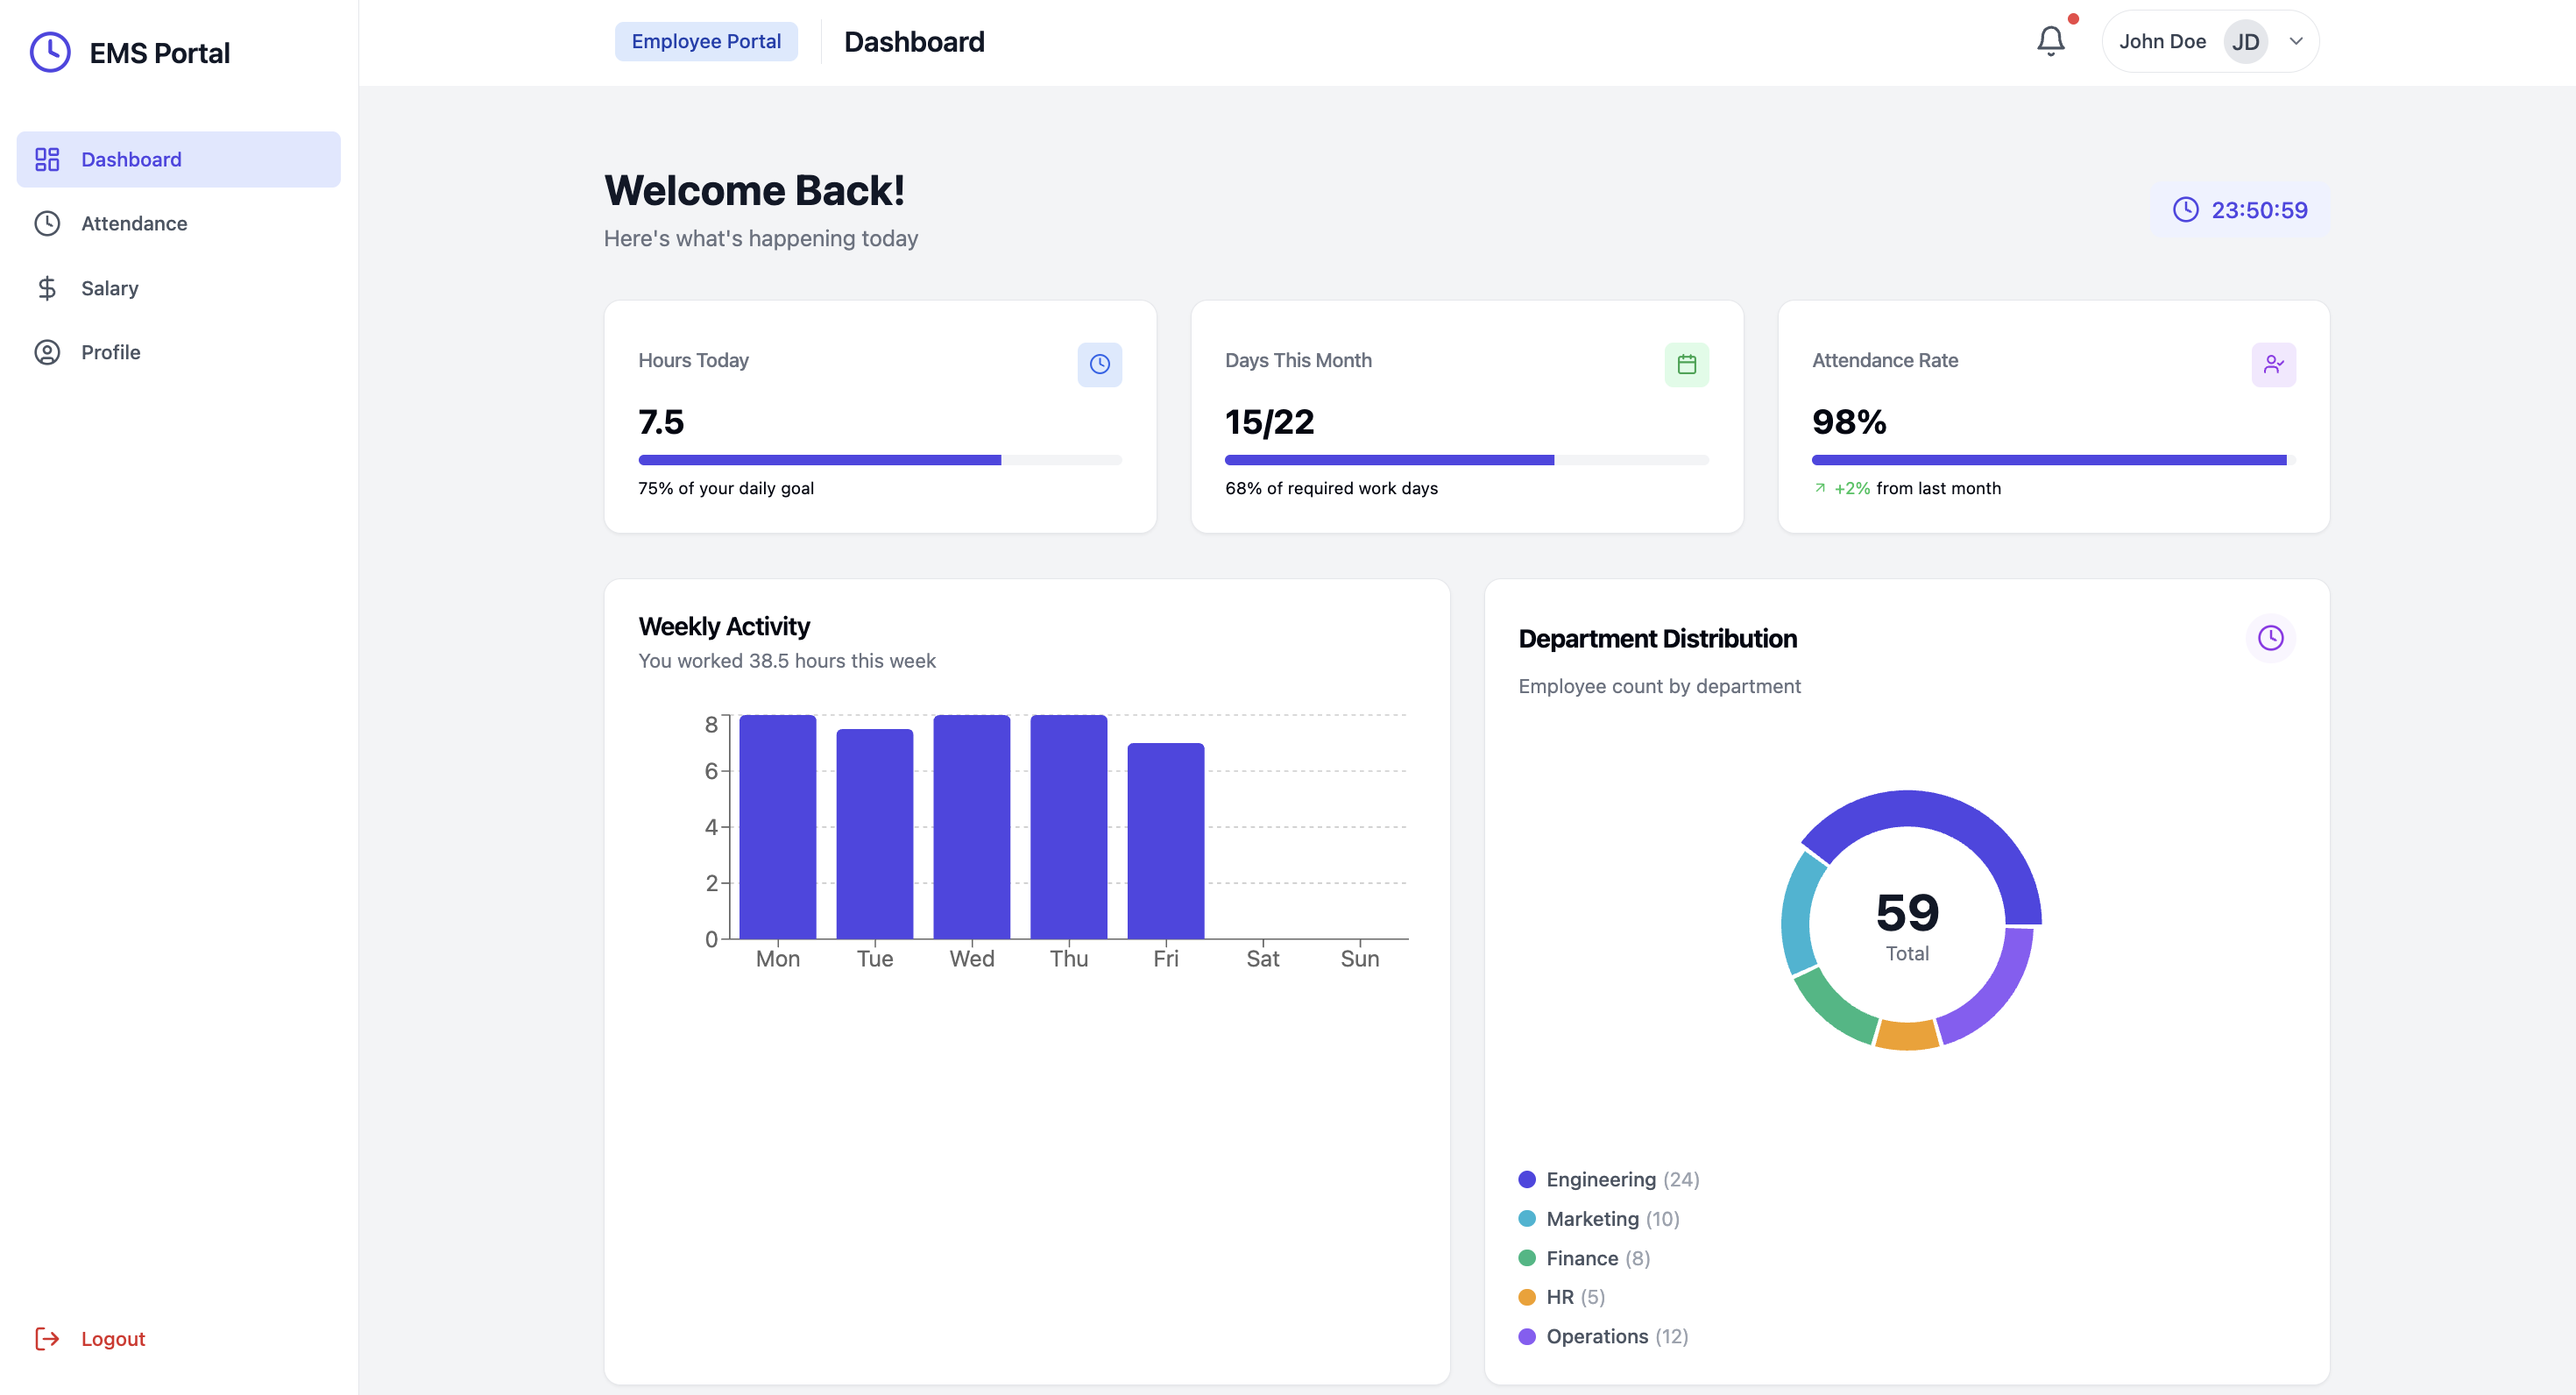 EMS Portal
Dashboard
Attendance
Salary
Profile
Logout
Employee Portal
Dashboard
John Doe
JD
Welcome Back!
Here's what's happening today
23:50:59
Hours Today
7.5
75% of your daily goal
Days This Month
15/22
68% of required work days
Attendance Rate
98%
+2% from last month
Weekly Activity
You worked 38.5 hours this week
8
6
4
2
0
Mon Tue Wed Thu Fri Sat Sun
Department Distribution
Employee count by department
59
Total
Engineering (24)
Marketing (10)
Finance (8)
HR (5)
Operations (12)